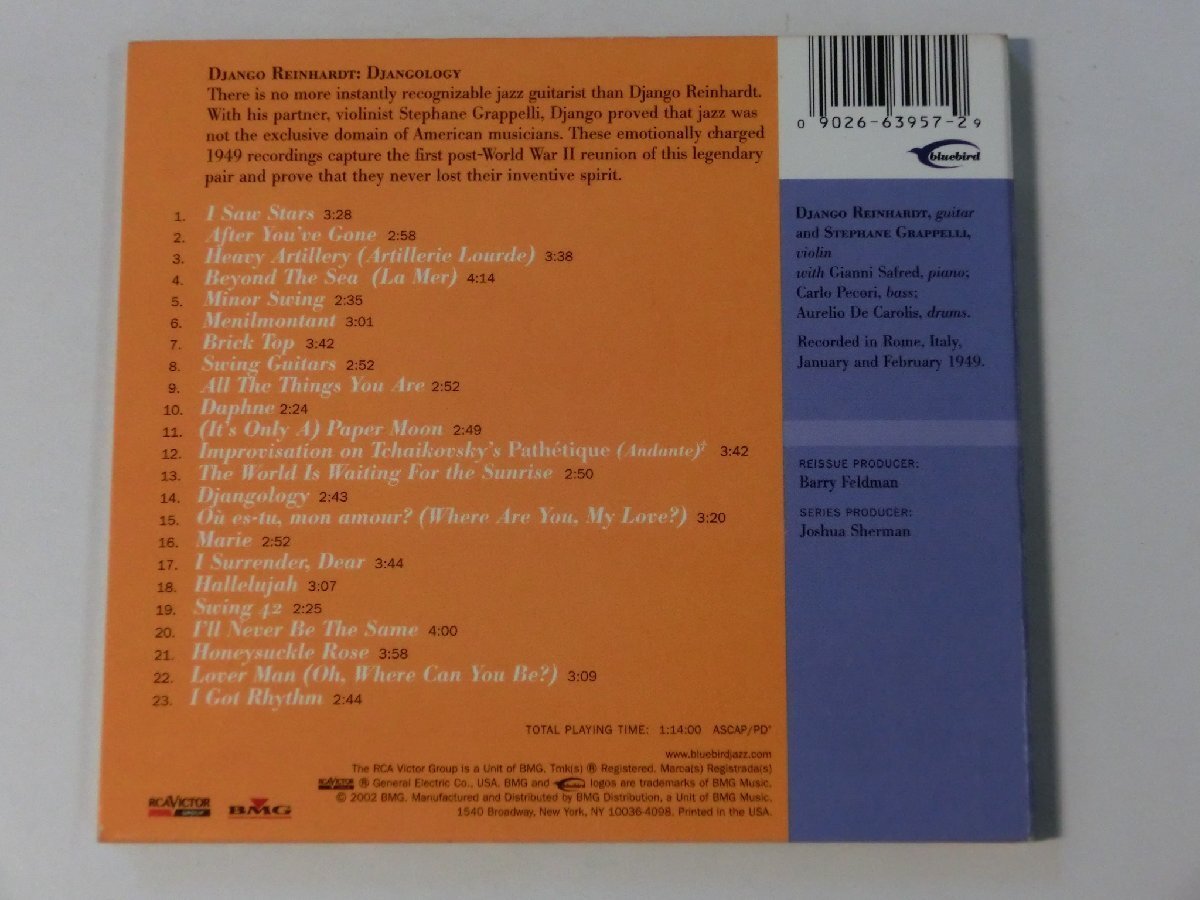 DJANGO REINHARDT: DJANGOLOGY
There is no more instantly recognizable jazz guitarist than Django Reinhardt.
With his partner, violinist Stephane Grappelli, Django proved that jazz was
not the exclusive domain of American musicians. These emotionally charged
1949 recordings capture the first post-World War II reunion of this legendary
pair and prove that they never lost their inventive spirit.
1. I Saw Stars 3:28
2. After You've Gone 2:58
3. Heavy Artillery (Artillerie Lourde) 3:38
4. Beyond The Sea (La Mer) 4:14
5. Minor Swing 2:35
6. Menilmontant 3:01
7. Brick Top 3:42
8. Swing Guitars 2:52
9. All The Things You Are 2:52
10. Daphne 2:24
11. (It's Only A) Paper Moon 2:49
12. Improvisation on Tchaikovsky's Pathétique (Andante)‡ 3:42
13. The World Is Waiting For the Sunrise 2:50
14. Djangology 2:43
15. Où es-tu, mon amour? (Where Are You, My Love?) 3:20
16. Marie 2:52
17. I Surrender, Dear 3:44
18. Hallelujah 3:07
19. Swing 42 2:25
20. I'll Never Be The Same 4:00
21. Honeysuckle Rose 3:58
22. Lover Man (Oh, Where Can You Be?) 3:09
23. I Got Rhythm 2:44
TOTAL PLAYING TIME: 1:14:00 ASCAP/PD‡
www.bluebirdjazz.com
The RCA Victor Group is a Unit of BMG. Tmk(s) ® Registered. Marca(s) Registrada(s)
® General Electric Co., USA. BMG and bluebird logos are trademarks of BMG Music.
© 2002 BMG. Manufactured and Distributed by BMG Distribution, a Unit of BMG Music.
1540 Broadway, New York, NY 10036-4098. Printed in the USA.
RCA VICTOR
GROUP
BMG
0 9026-63957-2 9
bluebird
DJANGO REINHARDT, guitar
and STEPHANE GRAPPELLI,
violin
with Gianni Safred, piano;
Carlo Pecori, bass;
Aurelio De Carolis, drums.
Recorded in Rome, Italy,
January and February 1949.
REISSUE PRODUCER:
Barry Feldman
SERIES PRODUCER:
Joshua Sherman